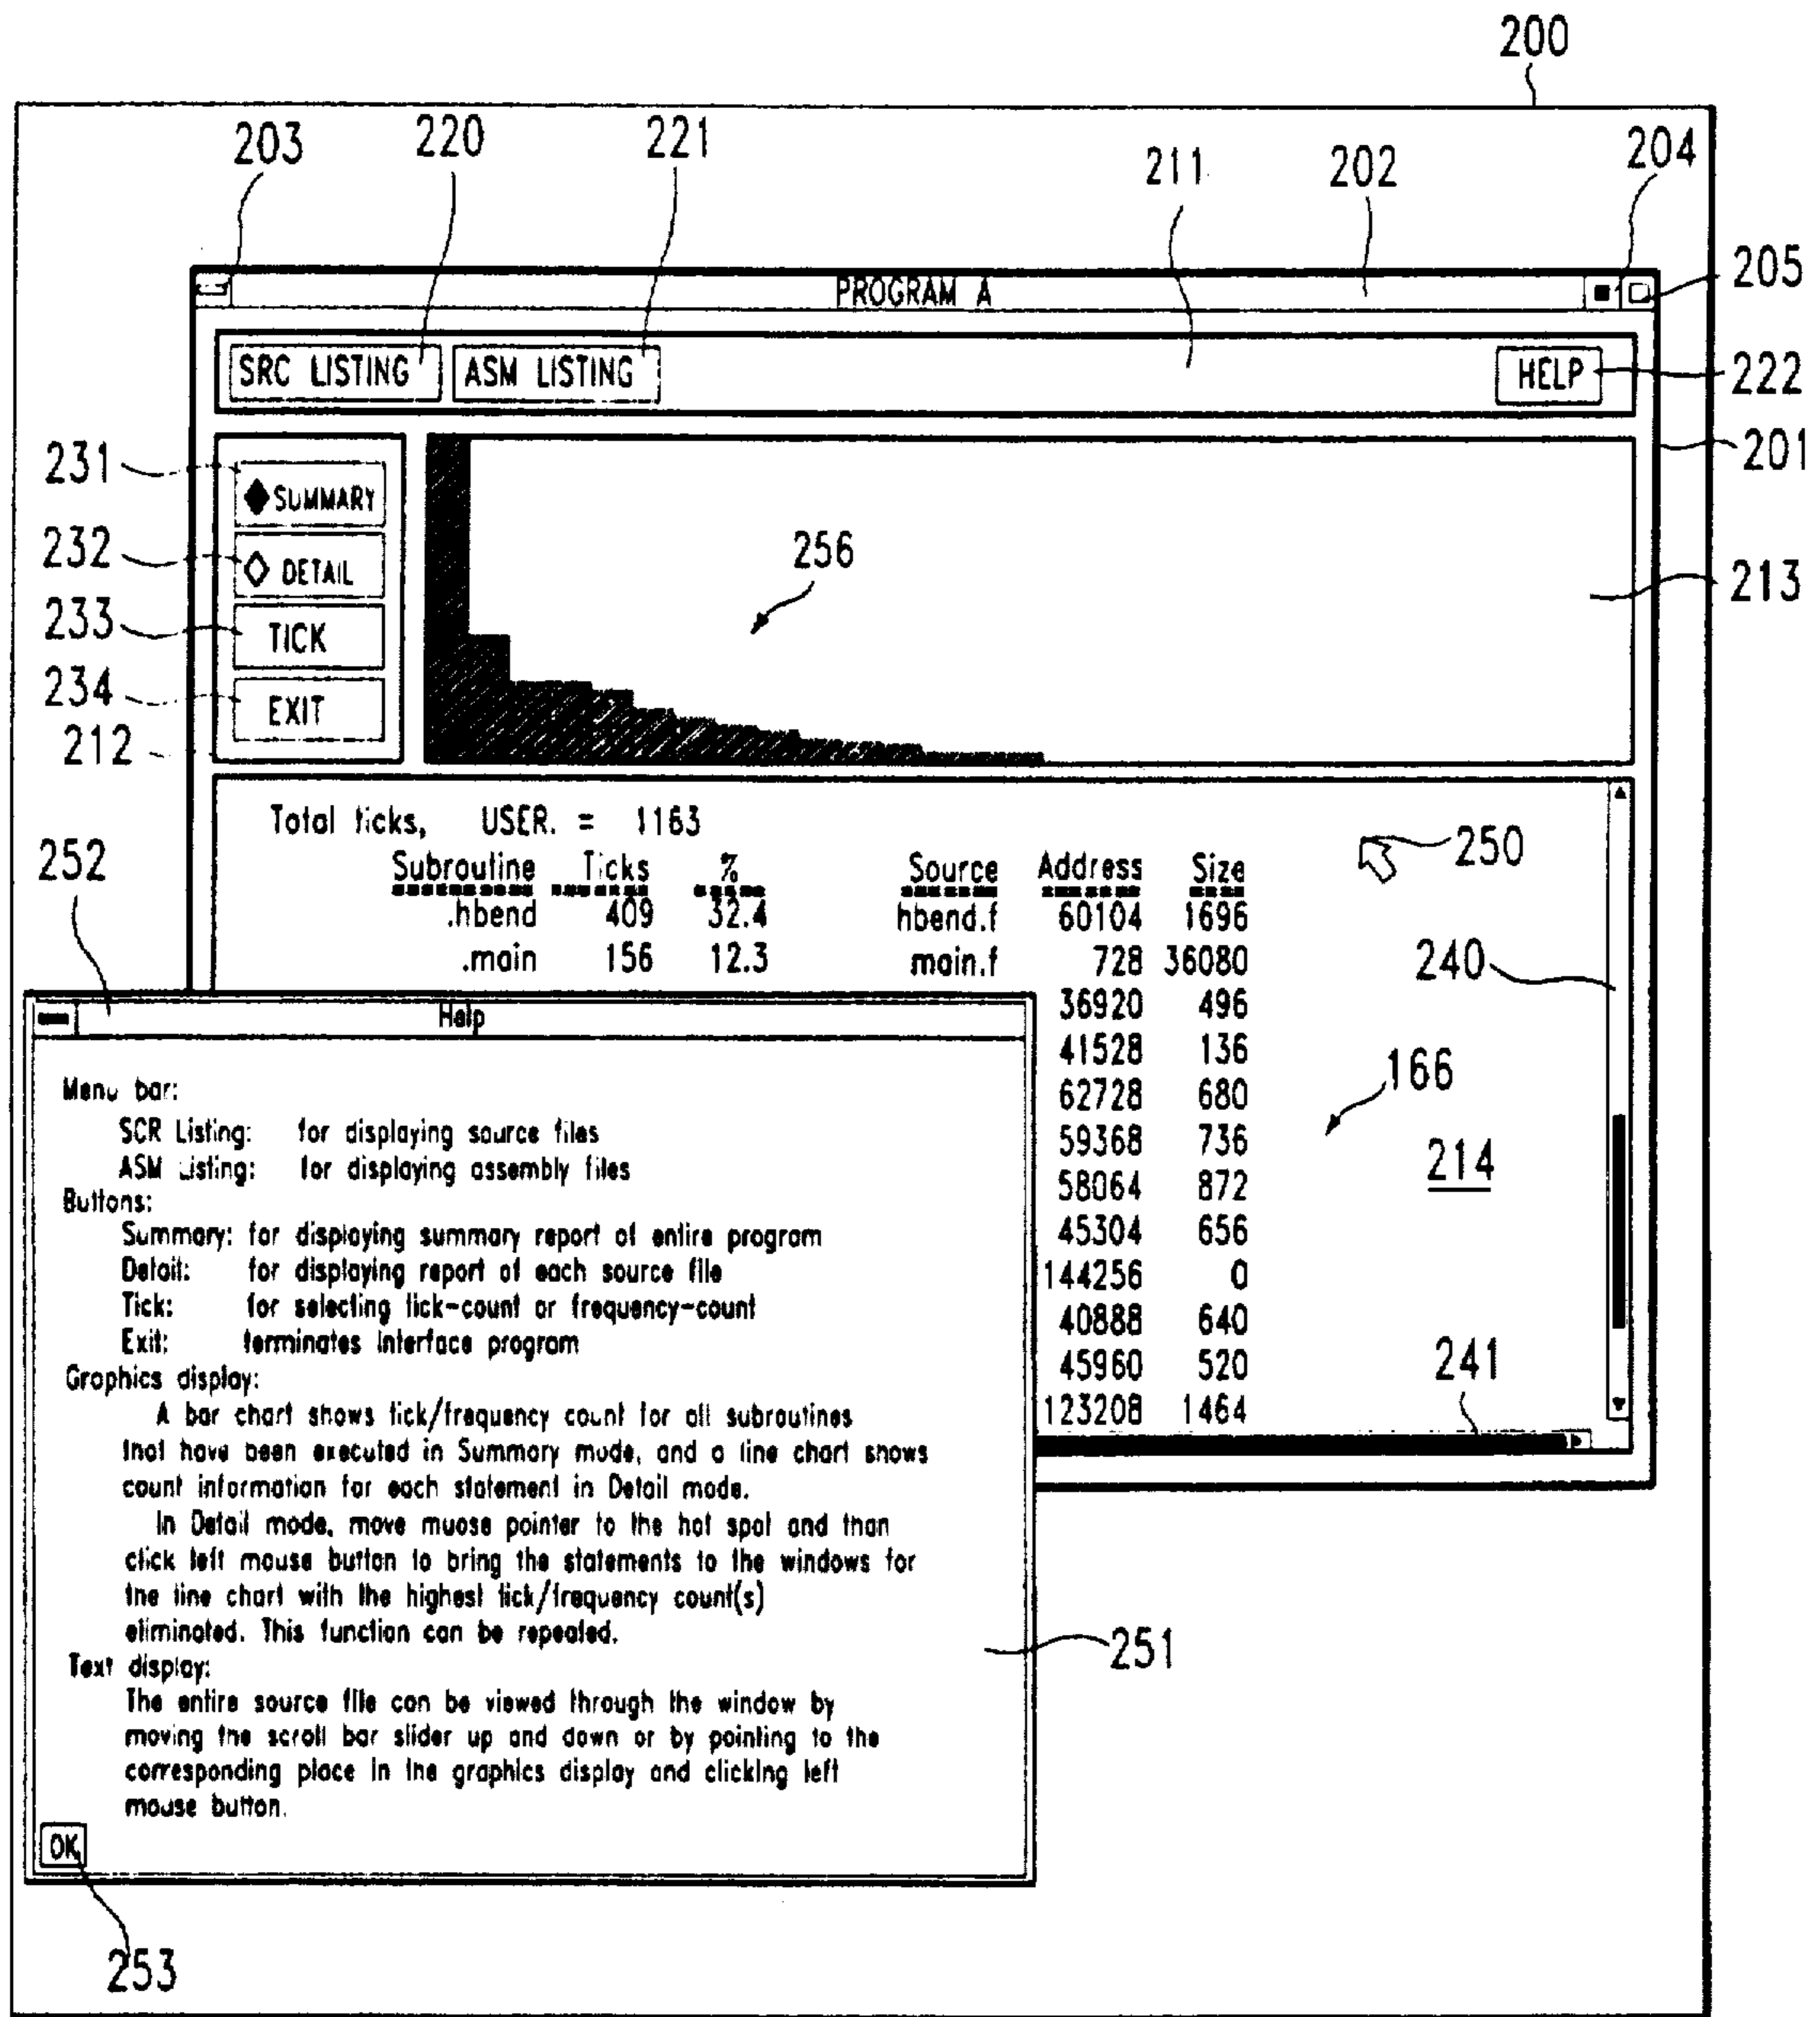 200
203 220 221 211 202 204
PROGRAM A
205
SRC LISTING ASM LISTING HELP
222
201
231 SUMMARY
232 DETAIL
256
213
233 TICK
234 EXIT
212
Total ticks, USER. = 1163
250
252
Subroutine Ticks % Source Address Size
.hbend 409 32.4 hbend.f 60104 1696
.main 156 12.3 main.f 728 36080
240
36920 496
41528 136
62728 680
166
59368 736
214
58064 872
45304 656
144256 0
40888 640
45960 520
241
123208 1464
Help
Menu bar:
SCR Listing: for displaying source files
ASM Listing: for displaying assembly files
Buttons:
Summary: for displaying summary report of entire program
Detail: for displaying report of each source file
Tick: for selecting tick-count or frequency-count
Exit: terminates Interface program
Graphics display:
A bar chart shows tick/frequency count for all subroutines
that have been executed in Summary mode, and a line chart shows
count information for each statement in Detail mode.
In Detail mode, move muose pointer to the hot spot and than
click left mouse button to bring the statements to the windows for
the line chart with the highest tick/frequency count(s)
eliminated. This function can be repeated.
251
Text display:
The entire source file can be viewed through the window by
moving the scroll bar slider up and down or by pointing to the
corresponding place in the graphics display and clicking left
mouse button.
OK
253